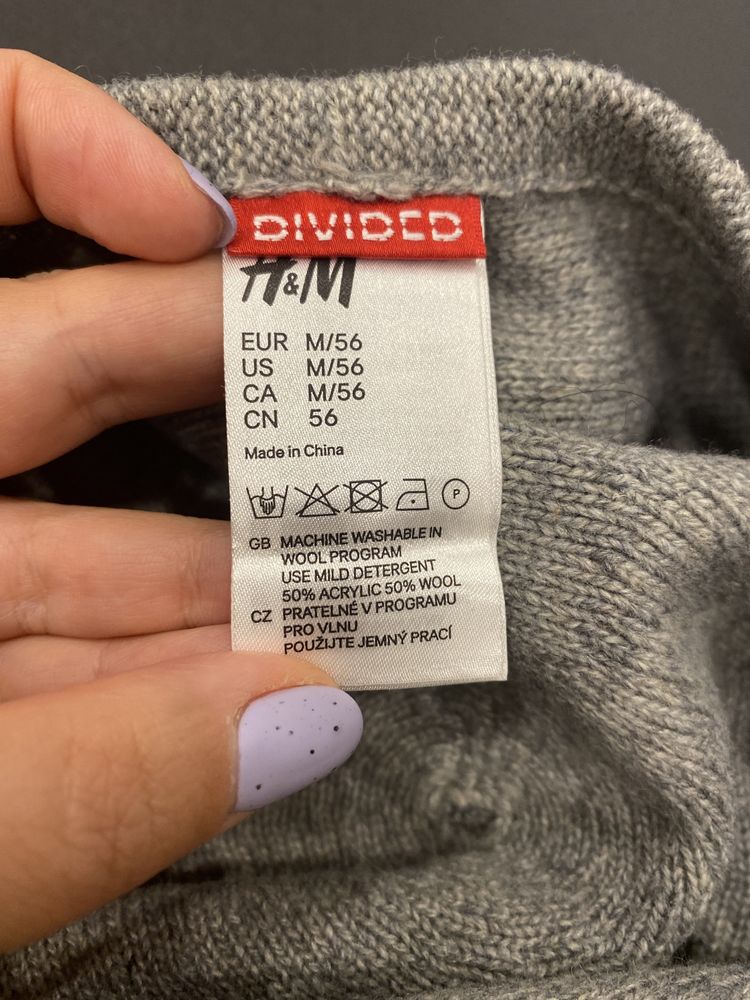 DIVIDED
H&M
EUR M/56
US M/56
CA M/56
CN 56
Made in China
P
GB MACHINE WASHABLE IN
WOOL PROGRAM
USE MILD DETERGENT
50% ACRYLIC 50% WOOL
CZ PRATELNÉ V PROGRAMU
PRO VLNU
POUŽIJTE JEMNÝ PRACÍ